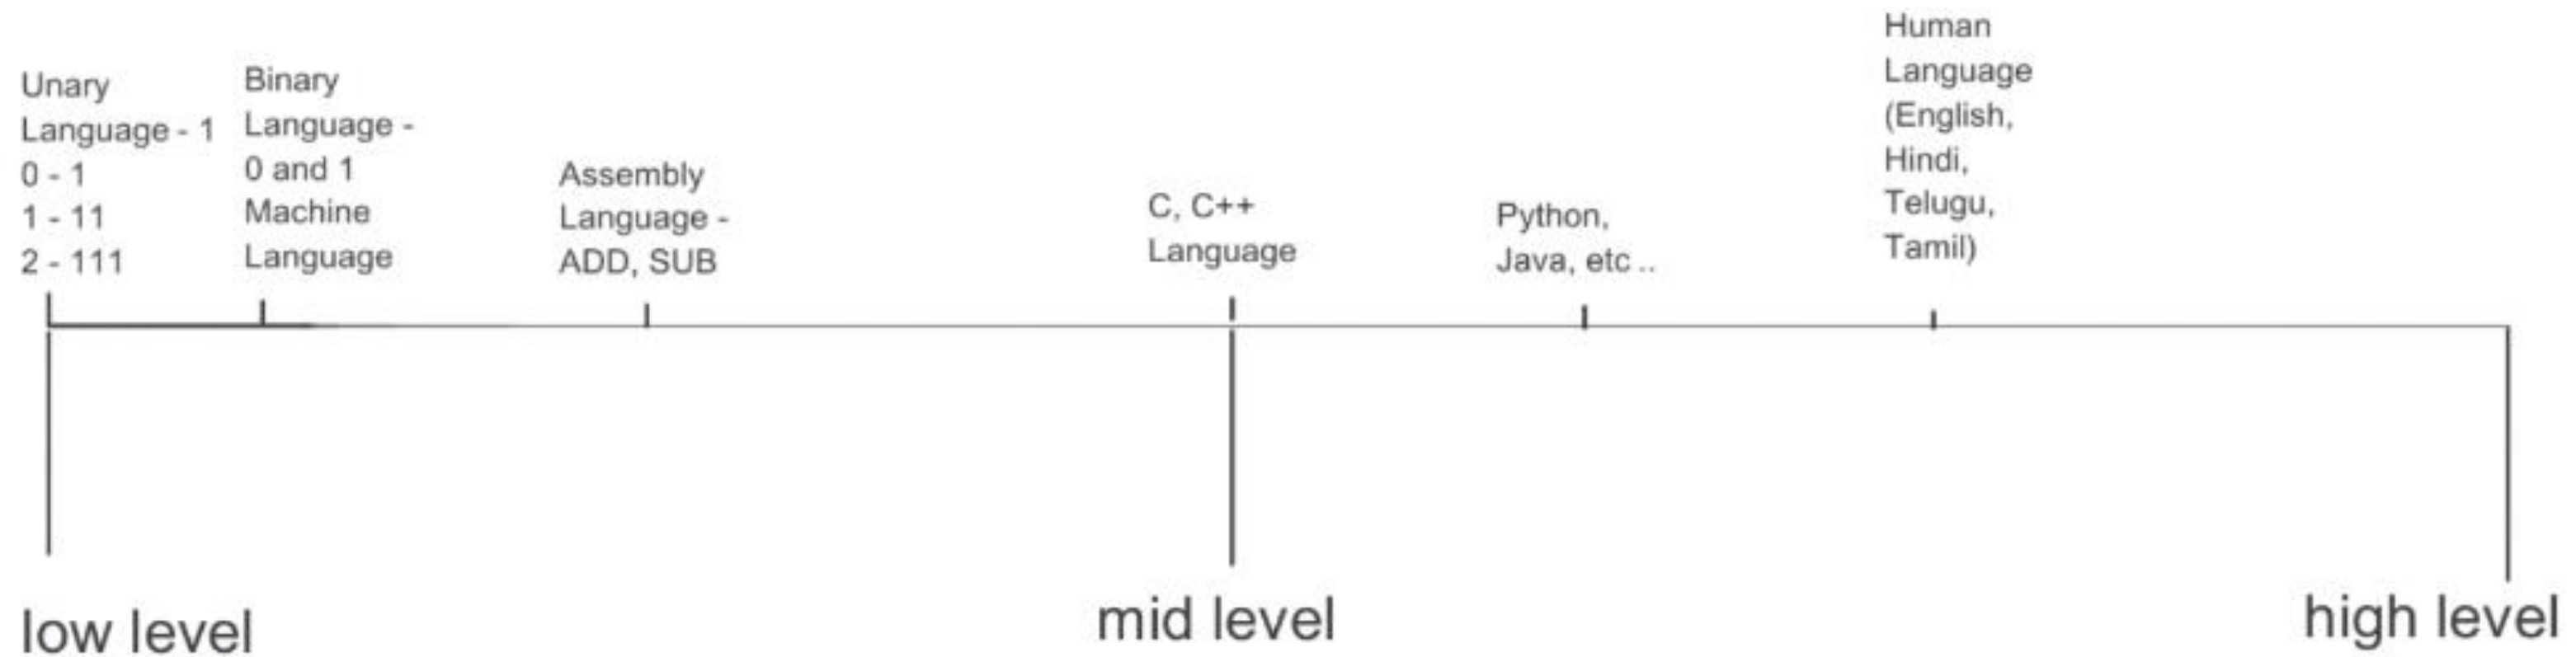 Unary
Language - 1
0 - 1
1 - 11
2 - 111
Binary
Language -
0 and 1
Machine
Language
Assembly
Language -
ADD, SUB
C, C++
Language
Python,
Java, etc ..
Human
Language
(English,
Hindi,
Telugu,
Tamil)
low level
mid level
high level